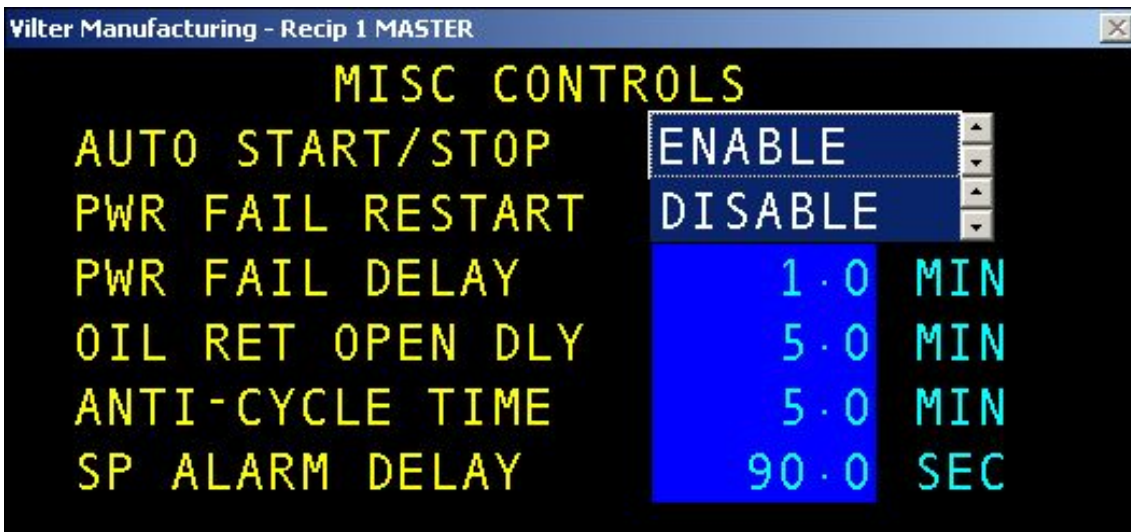 Vilter Manufacturing - Recip 1 MASTER
MISC CONTROLS
AUTO START/STOP ENABLE
PWR FAIL RESTART DISABLE
PWR FAIL DELAY 1.0 MIN
OIL RET OPEN DLY 5.0 MIN
ANTI-CYCLE TIME 5.0 MIN
SP ALARM DELAY 90.0 SEC